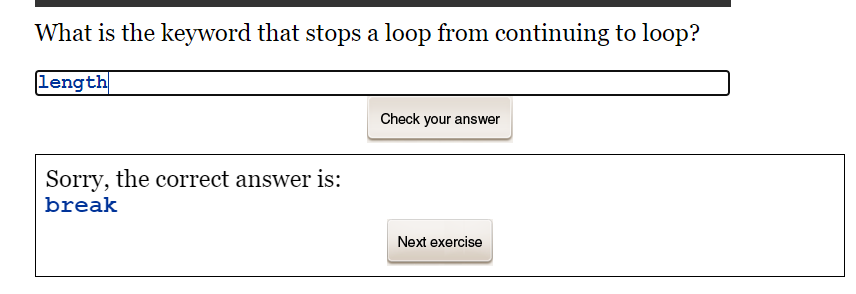 What is the keyword that stops a loop from continuing to loop?
length
Check your answer
Sorry, the correct answer is:
break
Next exercise